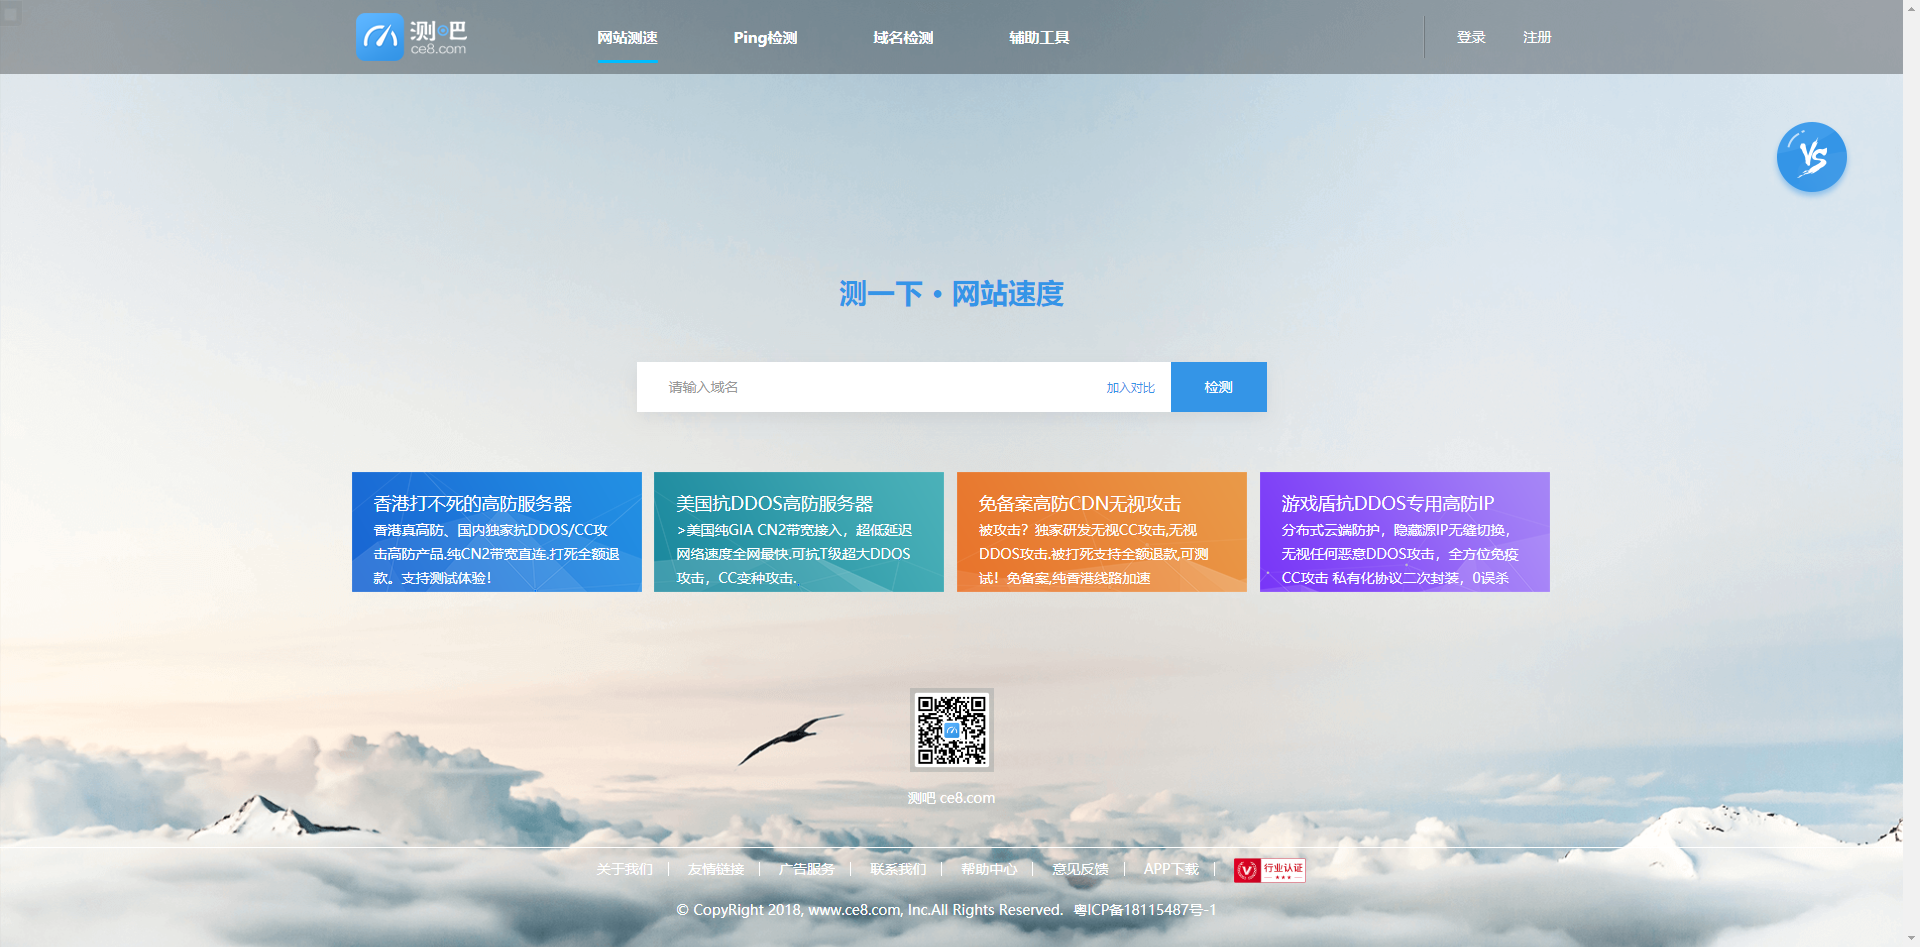 测吧
ce8.com
网站测速
Ping检测
域名检测
辅助工具
登录
注册
VS
测一下·网站速度
请输入域名
加入对比
检测
香港打不死的高防服务器
香港真高防、国内独家抗DDOS/CC攻
击高防产品.纯CN2带宽直连.打死全额退
款。支持测试体验！
美国抗DDOS高防服务器
>美国纯GIA CN2带宽接入，超低延迟
网络速度全网最快.可抗T级超大DDOS
攻击，CC变种攻击.
免备案高防CDN无视攻击
被攻击？独家研发无视CC攻击,无视
DDOS攻击.被打死支持全额退款,可测
试！免备案,纯香港线路加速
游戏盾抗DDOS专用高防IP
分布式云端防护，隐藏源IP无缝切换，
无视任何恶意DDOS攻击，全方位免疫
CC攻击 私有化协议二次封装，0误杀
测吧 ce8.com
关于我们
友情链接
广告服务
联系我们
帮助中心
意见反馈
APP下载
行业认证
© CopyRight 2018, www.ce8.com, Inc.All Rights Reserved. 粤ICP备18115487号-1